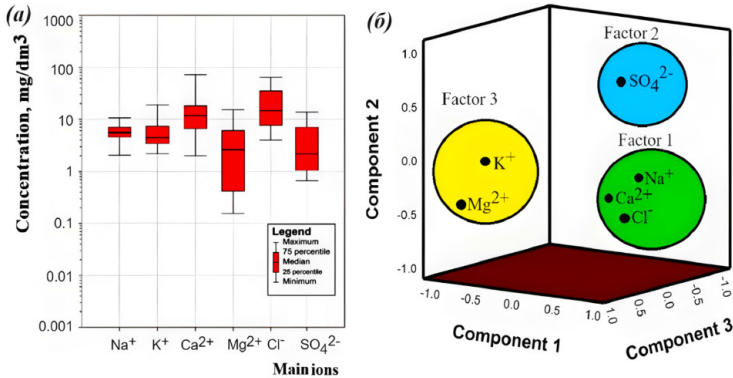 (а)
Concentration, mg/dm3
1000
100
10
1
0.1
0.01
0.001
Legend
Maximum
75 percentile
Median
25 percentile
Minimum
Na+ K+ Ca2+ Mg2+ Cl- SO42-
Main ions
(б)
Component 2
1.0
0.5
0.0
-0.5
-1.0
Factor 2
SO42-
Factor 3
K+
Mg2+
Factor 1
Na+
Ca2+
Cl-
-1.0 -0.5 0.0 0.5 1.0
Component 1
1.0 0.5 0.0 -0.5 -1.0
Component 3